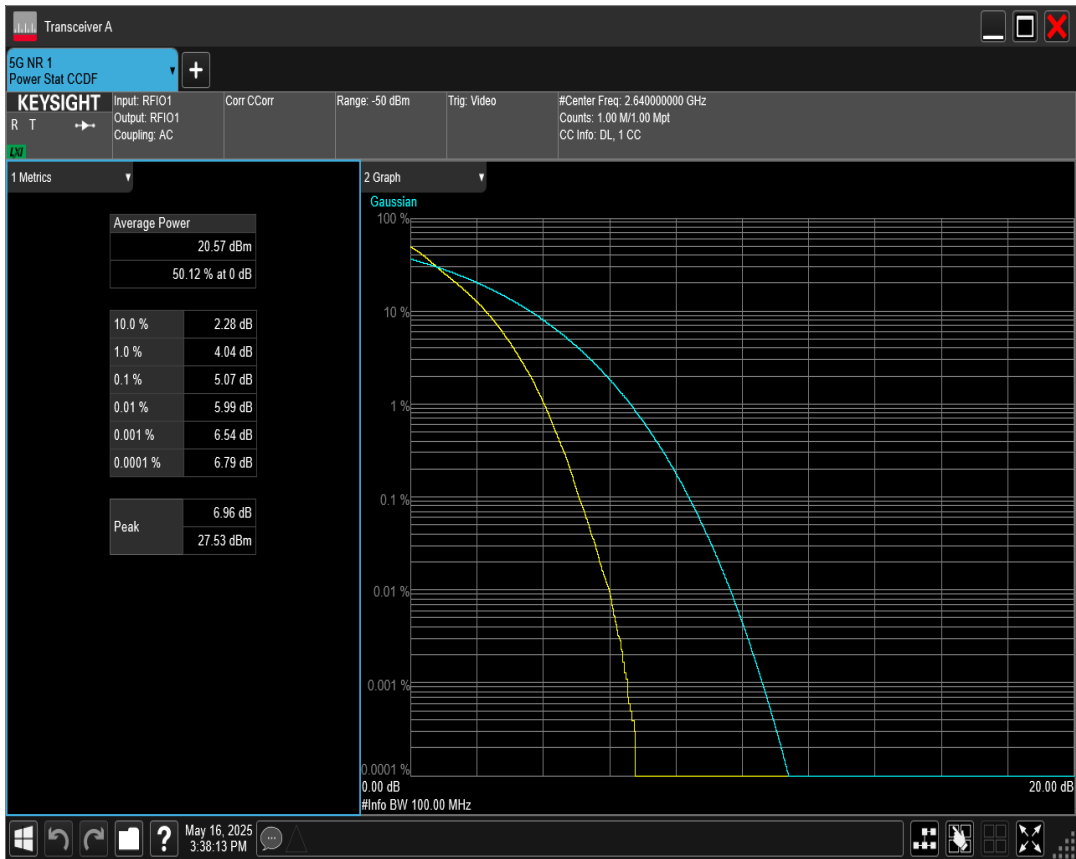 Transceiver A
5G NR 1
Power Stat CCDF
KEYSIGHT
R T
LXI
Input: RFIO1
Output: RFIO1
Coupling: AC
Corr CCorr
Range: -50 dBm
Trig: Video
#Center Freq: 2.640000000 GHz
Counts: 1.00 M/1.00 Mpt
CC Info: DL, 1 CC
1 Metrics
Average Power
20.57 dBm
50.12 % at 0 dB
10.0 % 2.28 dB
1.0 % 4.04 dB
0.1 % 5.07 dB
0.01 % 5.99 dB
0.001 % 6.54 dB
0.0001 % 6.79 dB
Peak
6.96 dB
27.53 dBm
2 Graph
Gaussian
100 %
10 %
1 %
0.1 %
0.01 %
0.001 %
0.0001 %
0.00 dB 20.00 dB
#Info BW 100.00 MHz
?
May 16, 2025
3:38:13 PM